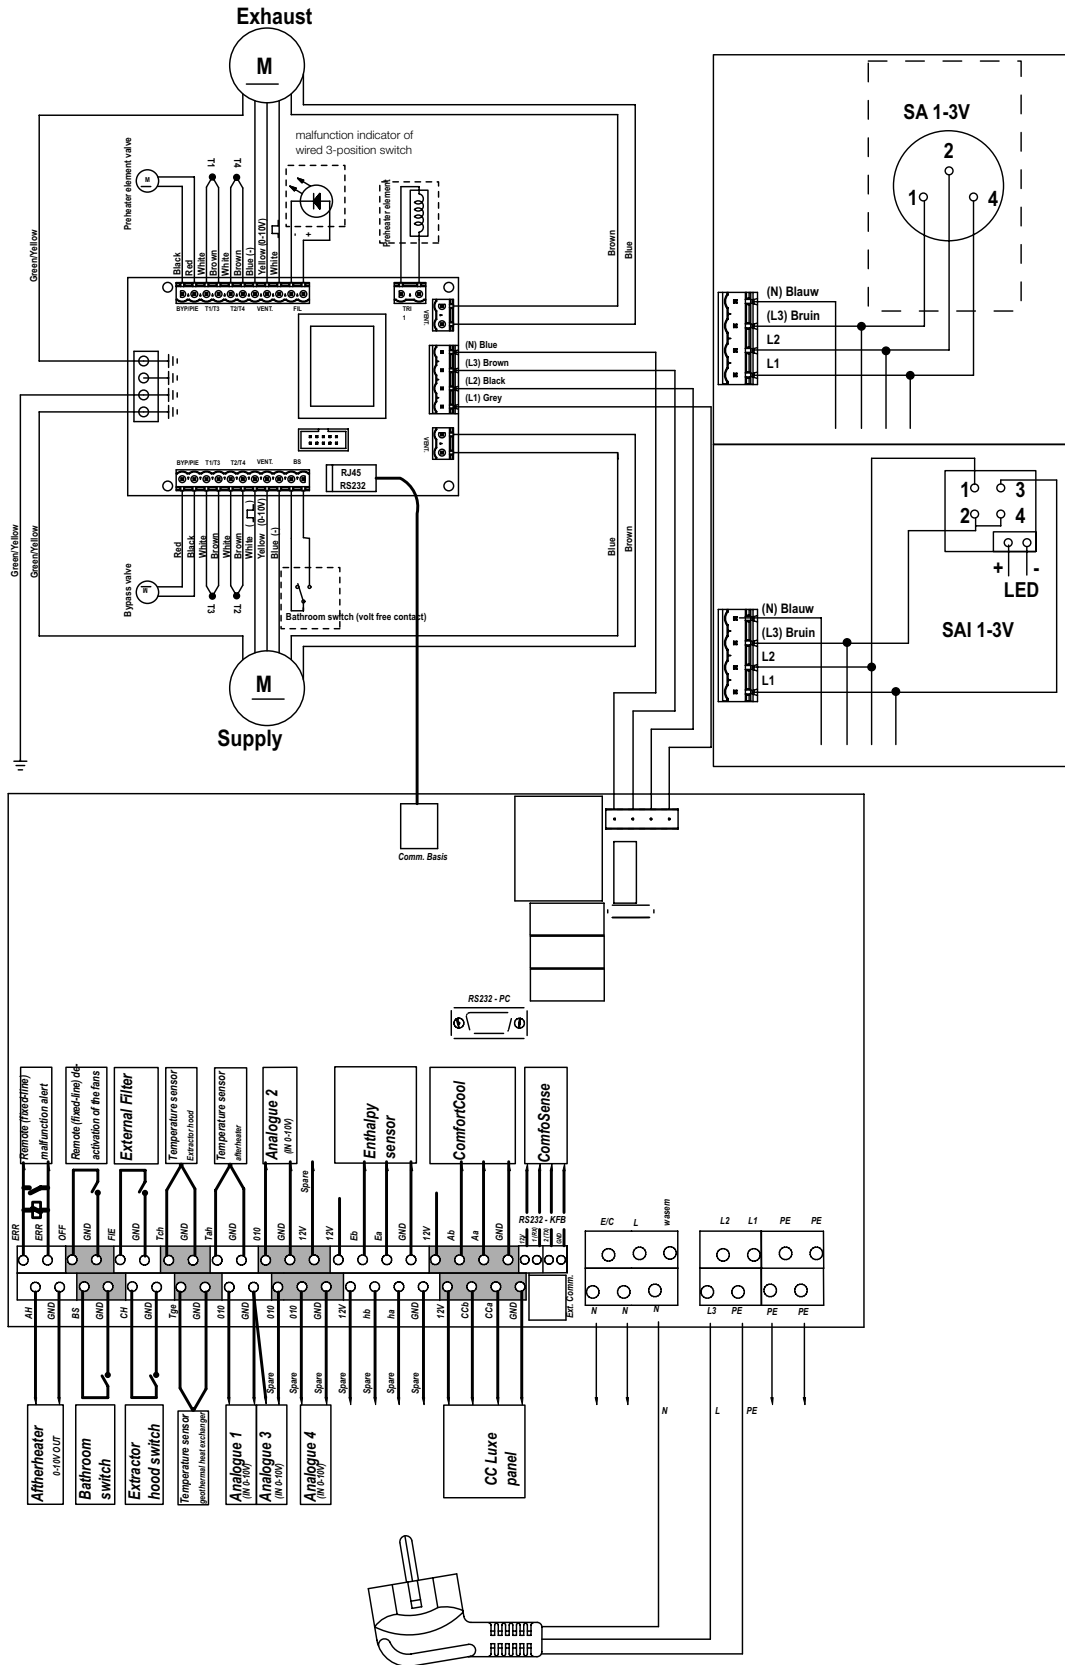 Exhaust
M
malfunction indicator of
wired 3-position switch
Preheater element valve
M
T1
T4
Preheater element
- +
Green/Yellow
Black
Red
White
Brown
White
Brown
Blue (-)
Yellow (0-10V)
White
Brown
Blue
BYP/PIE
T1/T3
T2/T4
VENT.
FIL
TRI
1
VENT.
(N) Blue
(L3) Brown
(L2) Black
(L1) Grey
VENT.
BYP/PIE
T1/T3
T2/T4
VENT.
BS
RJ45
RS232
Green/Yellow
Green/Yellow
Red
Black
White
Brown
White
Brown
White
Yellow (0-10V)
Blue (-)
Blue
Brown
Bypass valve
M
T3
T2
Bathroom switch (volt free contact)
M
Supply
SA 1-3V
2
1
4
(N) Blauw
(L3) Bruin
L2
L1
1
3
2
4
+ -
LED
SAI 1-3V
(N) Blauw
(L3) Bruin
L2
L1
Comm. Basis
RS232 - PC
Remote (fixed-line)
malfunction alert
Remote (fixed-line) de-
activation of the fans
External Filter
Temperature sensor
Extractor hood
Temperature sensor
afterheater
Analogue 2
(IN 0-10V)
Spare
Enthalpy
sensor
ComfortCool
ComfoSense
RS232 - KFB
ERR
ERR
OFF
GND
FIE
GND
Tch
GND
Tah
GND
010
GND
12V
12V
Eb
Ea
GND
12V
Ab
Aa
GND
12V
1 (RX)
2 (TX)
GND
AH
GND
BS
GND
CH
GND
Tge
GND
010
GND
010
010
GND
12V
hb
ha
GND
12V
CCb
CCa
GND
Ext. Comm.
Spare
Spare
Spare
Spare
Spare
Spare
Spare
Aftherheater
0-10V OUT
Bathroom
switch
Extractor
hood switch
Temperature sensor
geothermal heat exchanger
Analogue 1
(IN 0-10V)
Analogue 3
(IN 0-10V)
Analogue 4
(IN 0-10V)
CC Luxe
panel
E/C
L
wasem
N
N
N
L2
L1
PE
PE
L3
PE
PE
PE
N
L
PE